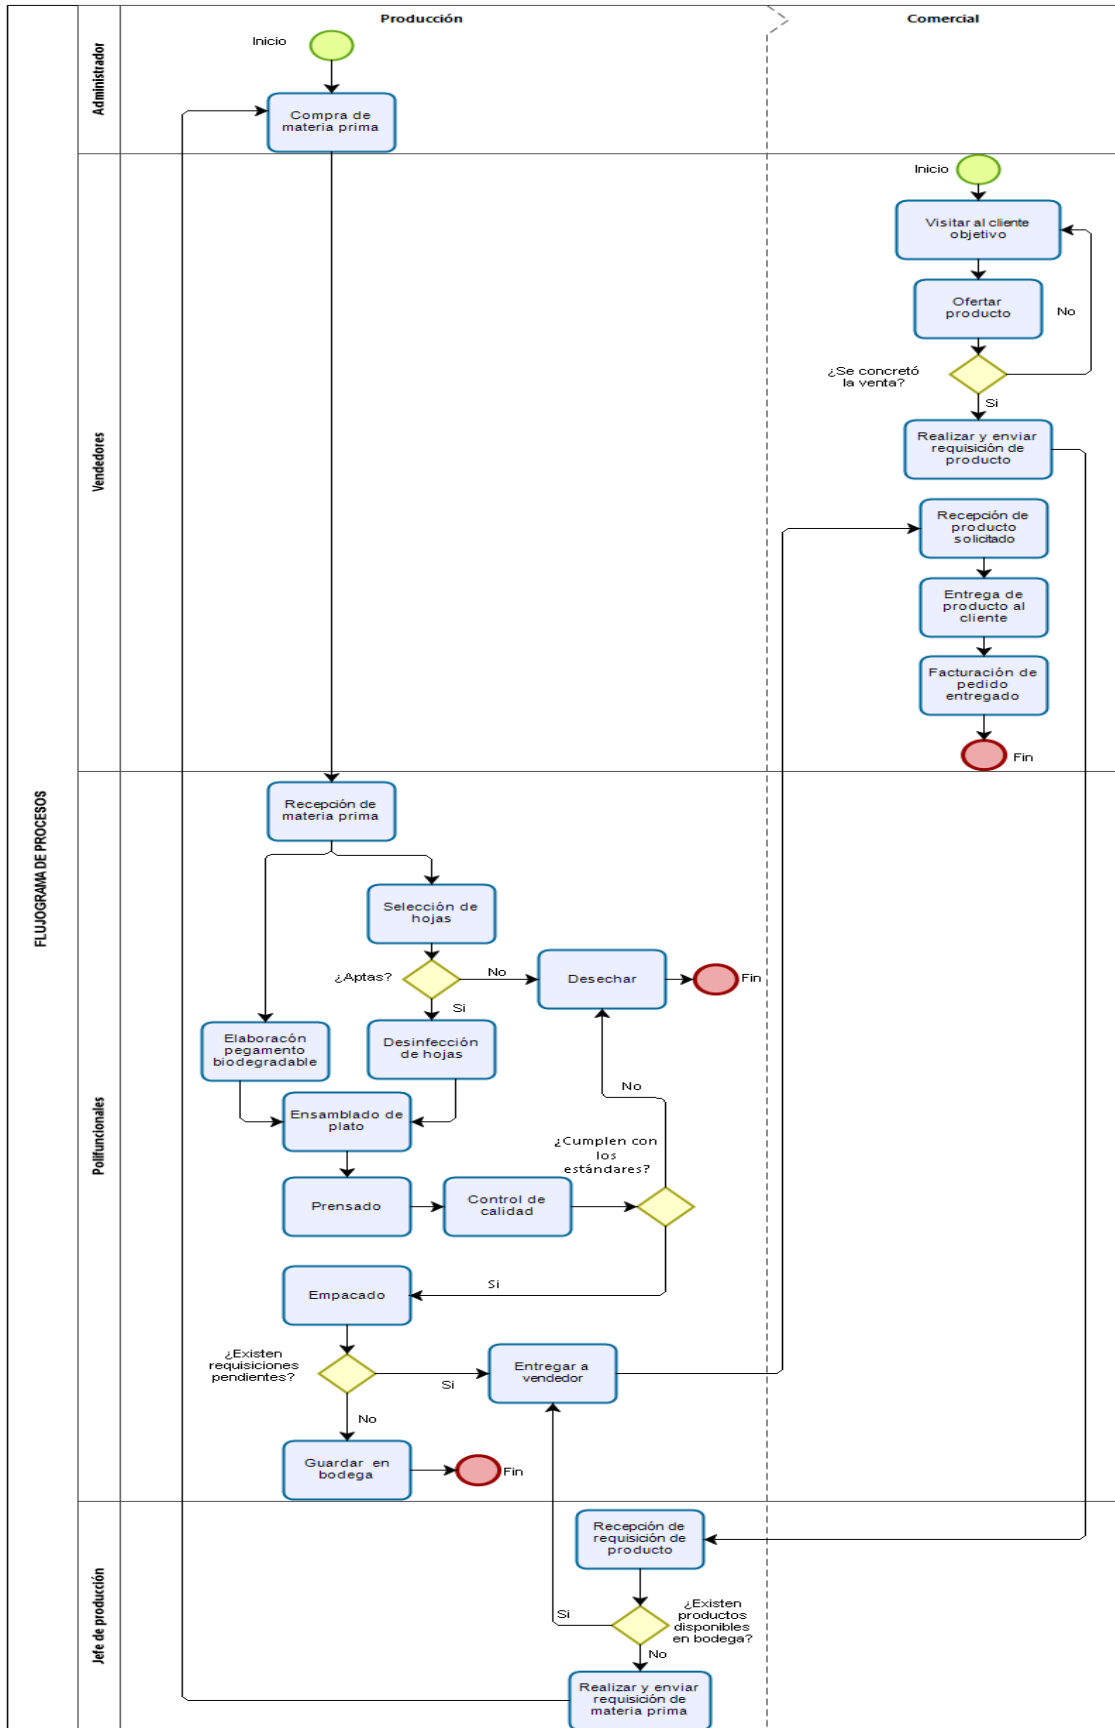 Producción
Comercial
FLUJOGRAMA DE PROCESOS
Administrador
Inicio
Compra de
materia prima
Vendedores
Inicio
Visitar al cliente
objetivo
Ofertar
producto
No
¿Se concretó
la venta?
Si
Realizar y enviar
requisición de
producto
Recepción de
producto
solicitado
Entrega de
producto al
cliente
Facturación de
pedido
entregado
Fin
Polifuncionales
Recepción de
materia prima
Selección de
hojas
¿Aptas?
No
Desechar
Fin
Si
Elaboracón
pegamento
biodegradable
Desinfección
de hojas
No
Ensamblado de
plato
¿Cumplen con
los
estándares?
Prensado
Control de
calidad
Si
Empacado
¿Existen
requisiciones
pendientes?
Si
Entregar a
vendedor
No
Guardar en
bodega
Fin
Jefe de producción
Recepción de
requisición de
producto
Si
¿Existen
productos
disponibles
en bodega?
No
Realizar y enviar
requisición de
materia prima